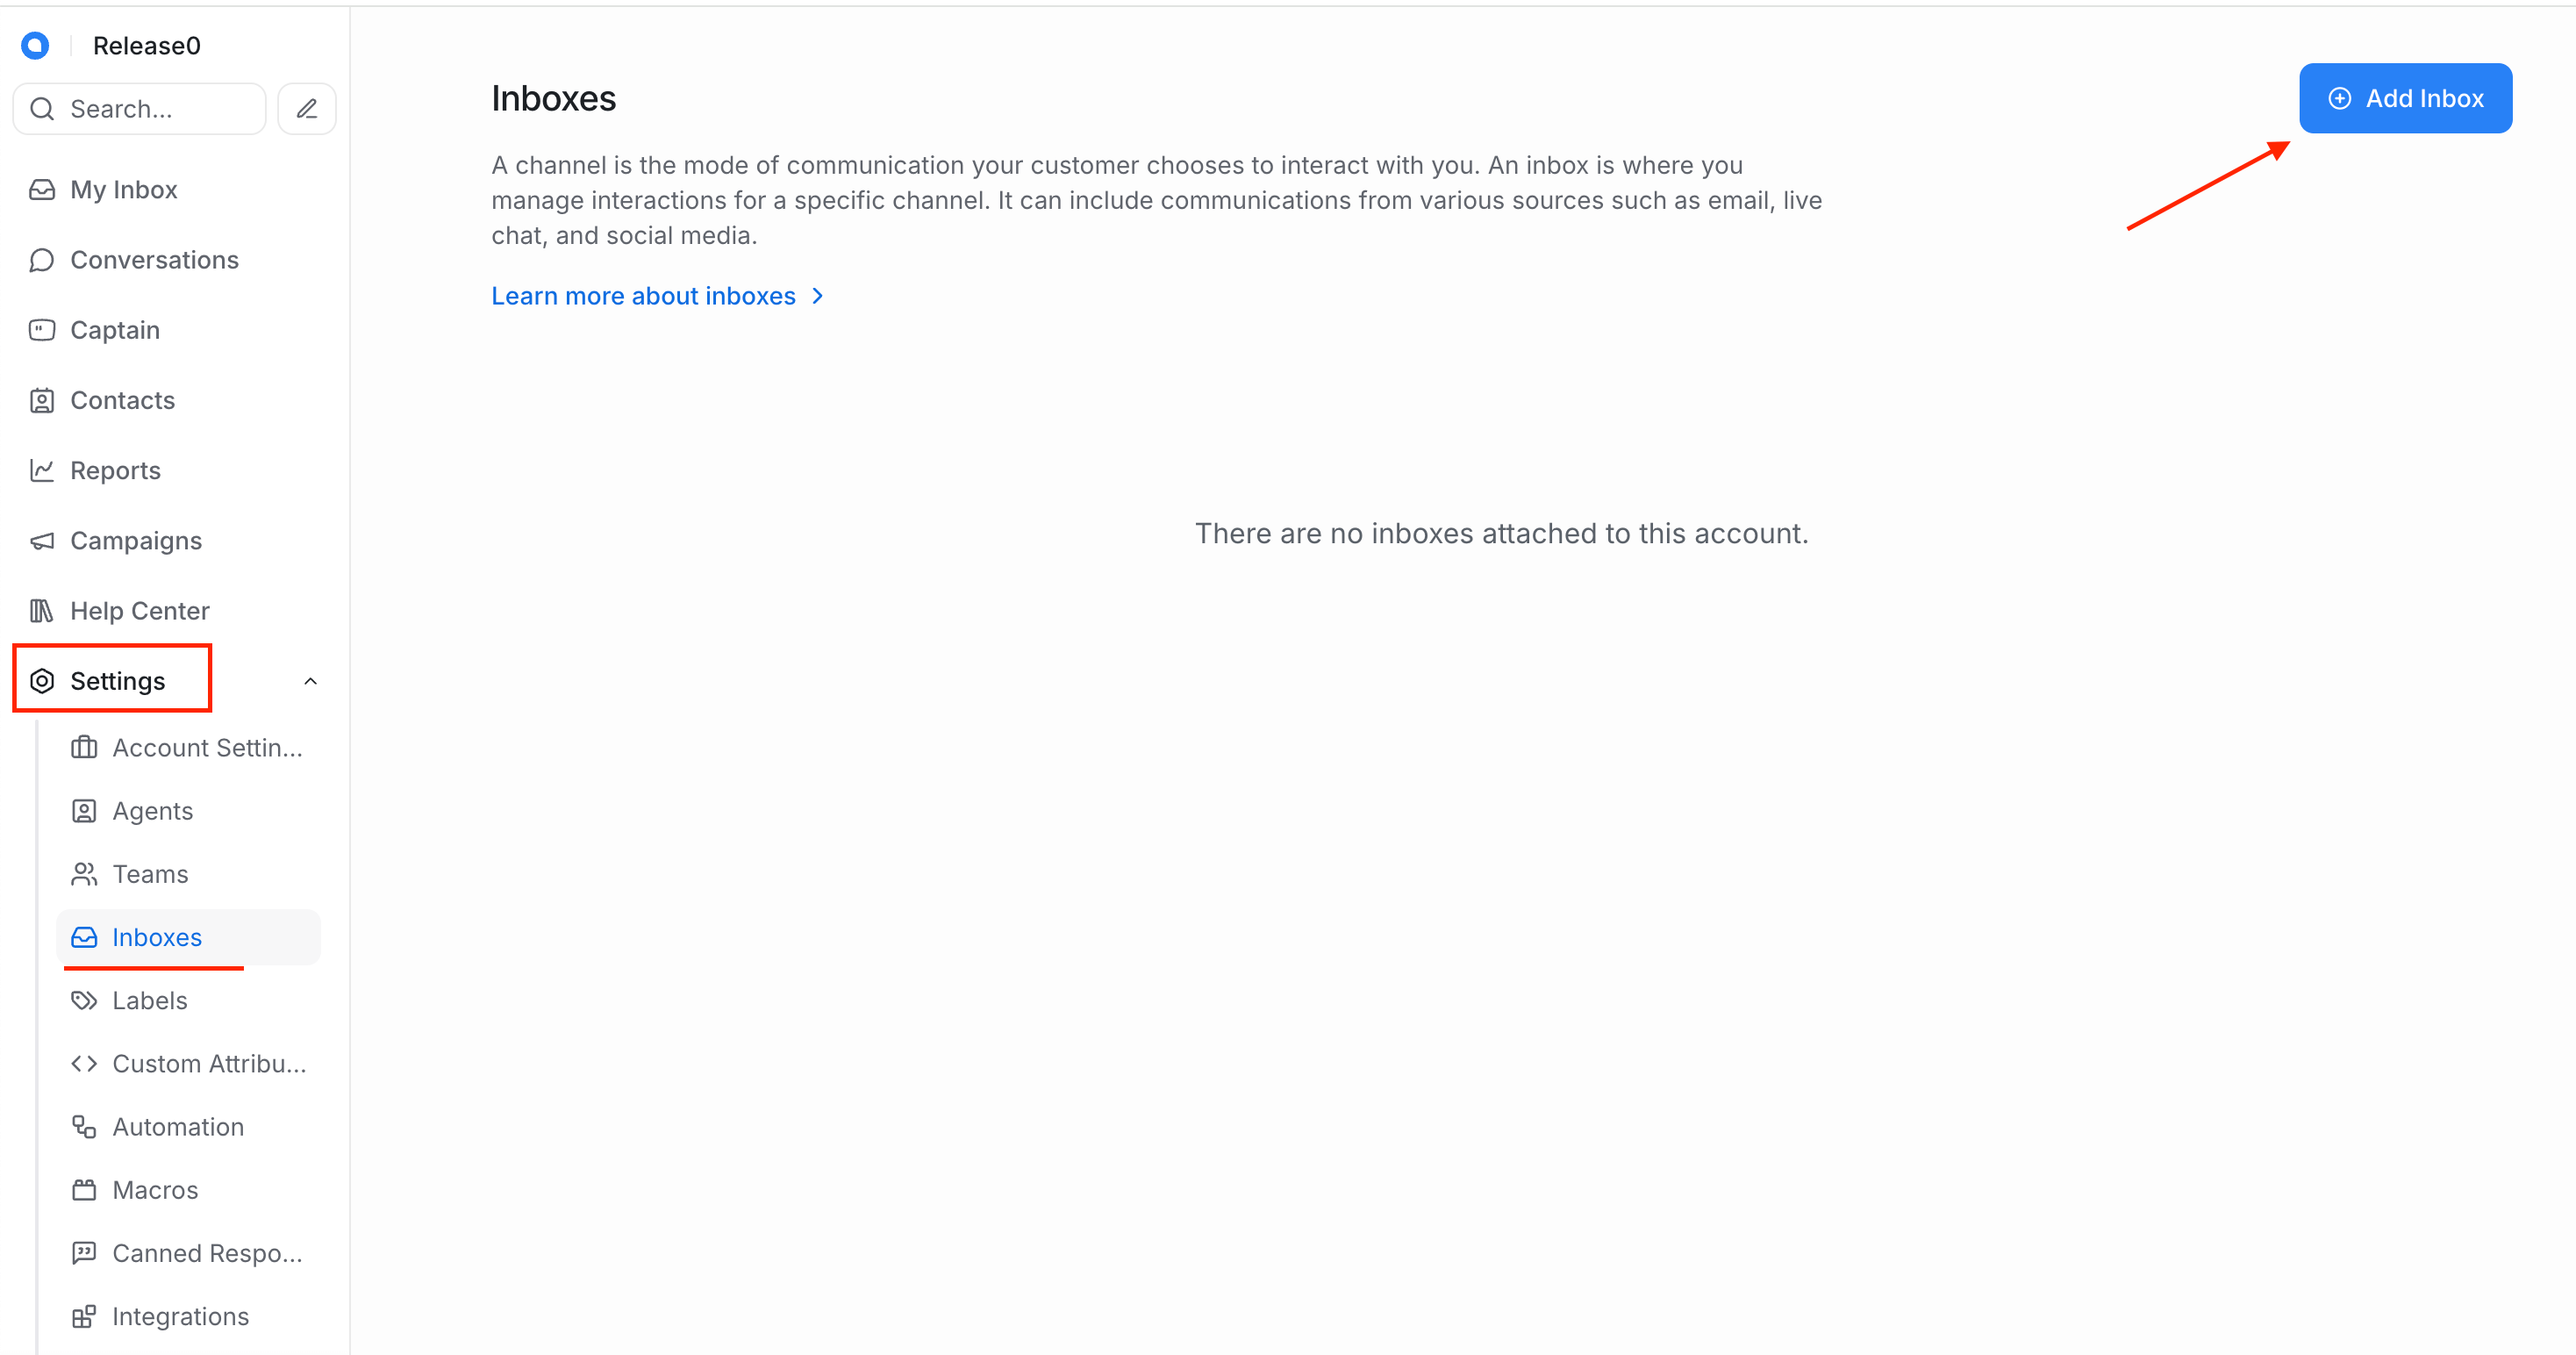 Release0
Search...
My Inbox
Conversations
Captain
Contacts
Reports
Campaigns
Help Center
Settings
Account Settin...
Agents
Teams
Inboxes
Labels
Custom Attribu...
Automation
Macros
Canned Respo...
Integrations
Inboxes
Add Inbox
A channel is the mode of communication your customer chooses to interact with you. An inbox is where you
manage interactions for a specific channel. It can include communications from various sources such as email, live
chat, and social media.
Learn more about inboxes
There are no inboxes attached to this account.